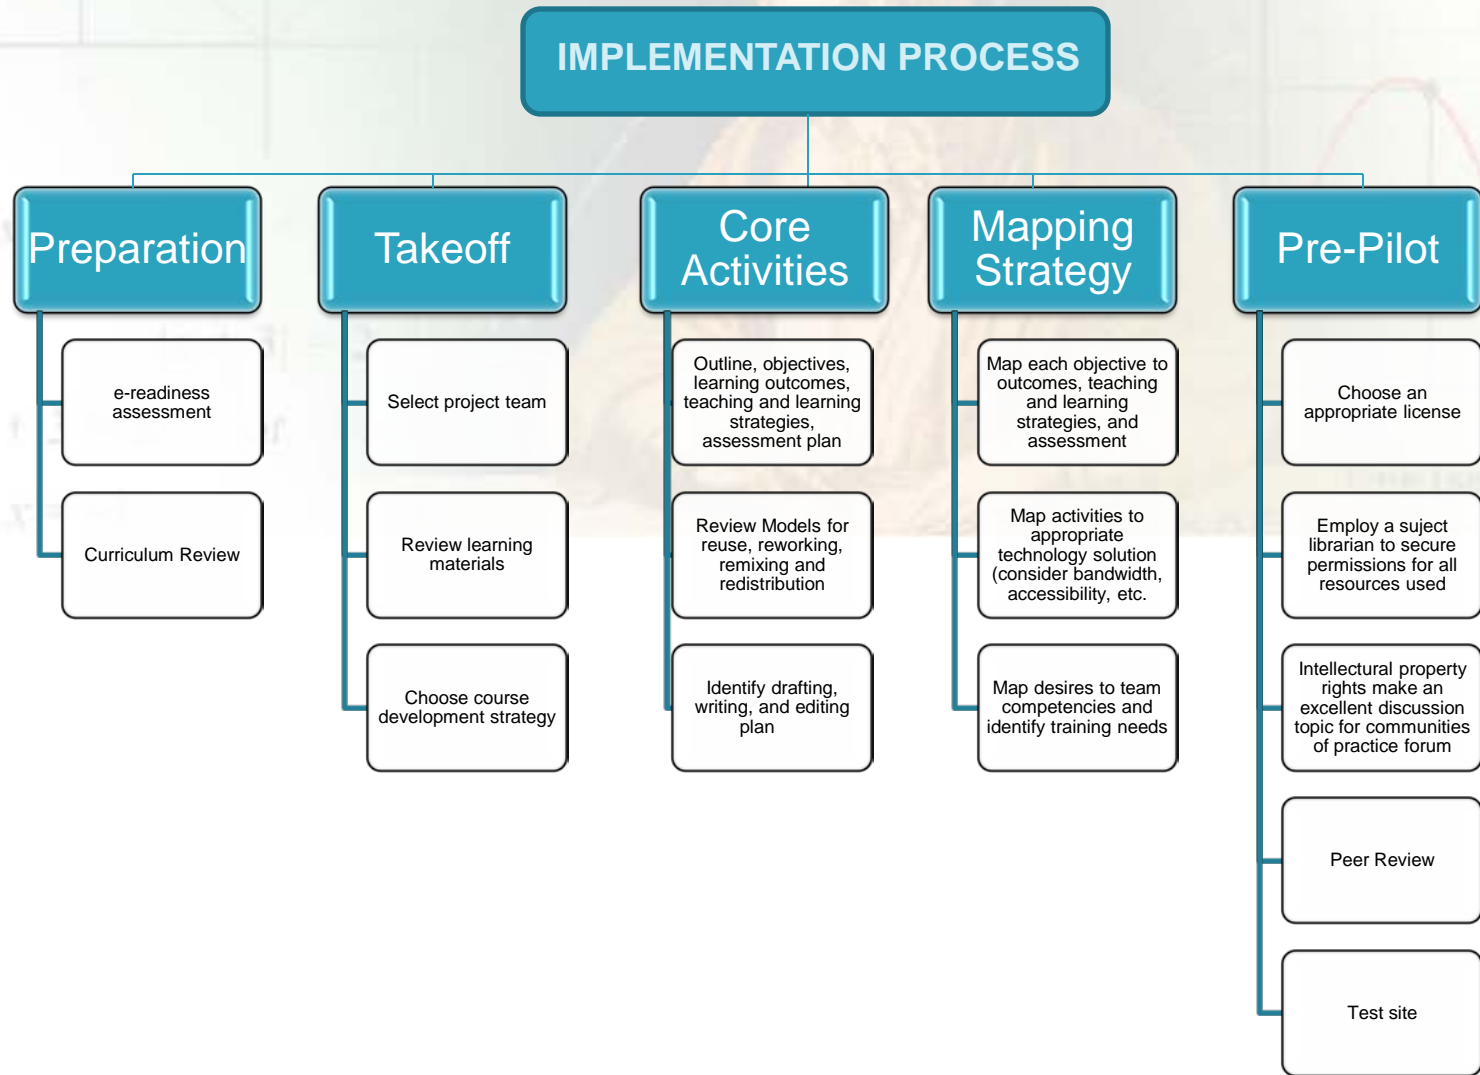 IMPLEMENTATION PROCESS
Preparation
e-readiness
assessment
Curriculum Review
Takeoff
Select project team
Review learning
materials
Choose course
development strategy
Core
Activities
Outline, objectives,
learning outcomes,
teaching and learning
strategies,
assessment plan
Review Models for
reuse, reworking,
remixing and
redistribution
Identify drafting,
writing, and editing
plan
Mapping
Strategy
Map each objective to
outcomes, teaching
and learning
strategies, and
assessment
Map activities to
appropriate
technology solution
(consider bandwidth,
accessibility, etc.
Map desires to team
competencies and
identify training needs
Pre-Pilot
Choose an
appropriate license
Employ a suject
librarian to secure
permissions for all
resources used
Intellectural property
rights make an
excellent discussion
topic for communities
of practice forum
Peer Review
Test site